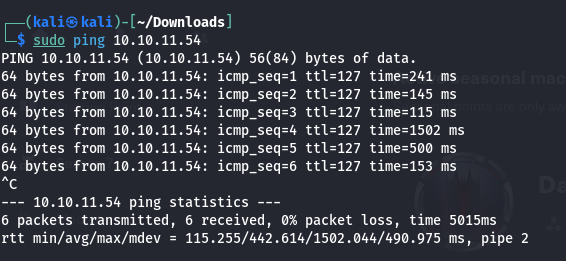 ┌──(kali㉿kali)-[~/Downloads]
└─$ sudo ping 10.10.11.54
PING 10.10.11.54 (10.10.11.54) 56(84) bytes of data.
64 bytes from 10.10.11.54: icmp_seq=1 ttl=127 time=241 ms
64 bytes from 10.10.11.54: icmp_seq=2 ttl=127 time=145 ms
64 bytes from 10.10.11.54: icmp_seq=3 ttl=127 time=115 ms
64 bytes from 10.10.11.54: icmp_seq=4 ttl=127 time=1502 ms
64 bytes from 10.10.11.54: icmp_seq=5 ttl=127 time=500 ms
64 bytes from 10.10.11.54: icmp_seq=6 ttl=127 time=153 ms
^C
--- 10.10.11.54 ping statistics ---
6 packets transmitted, 6 received, 0% packet loss, time 5015ms
rtt min/avg/max/mdev = 115.255/442.614/1502.044/490.975 ms, pipe 2